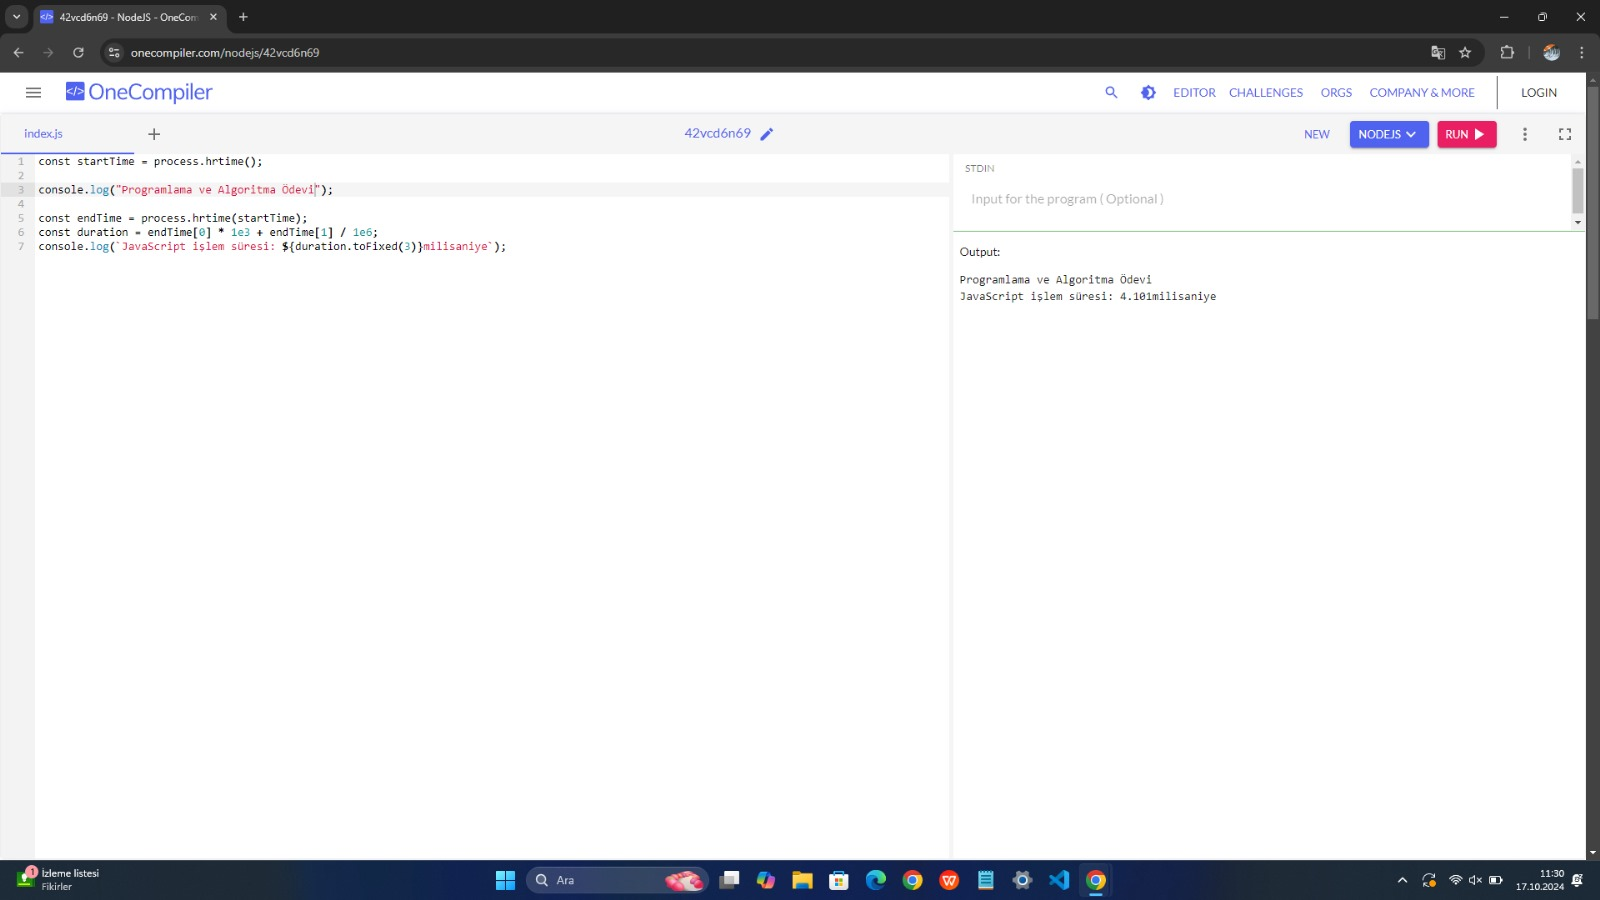 42vcd6n69 - NodeJS - OneCom
onecompiler.com/nodejs/42vcd6n69
</> OneCompiler
EDITOR CHALLENGES ORGS COMPANY & MORE LOGIN
index.js
42vcd6n69
NEW NODEJS RUN
1 const startTime = process.hrtime();
2
3 console.log("Programlama ve Algoritma Ödevi");
4
5 const endTime = process.hrtime(startTime);
6 const duration = endTime[0] * 1e3 + endTime[1] / 1e6;
7 console.log(`JavaScript işlem süresi: ${duration.toFixed(3)}milisaniye`);
STDIN
Input for the program ( Optional )
Output:
Programlama ve Algoritma Ödevi
JavaScript işlem süresi: 4.101milisaniye
1
İzleme listesi
Fikirler
Ara
11:30
17.10.2024